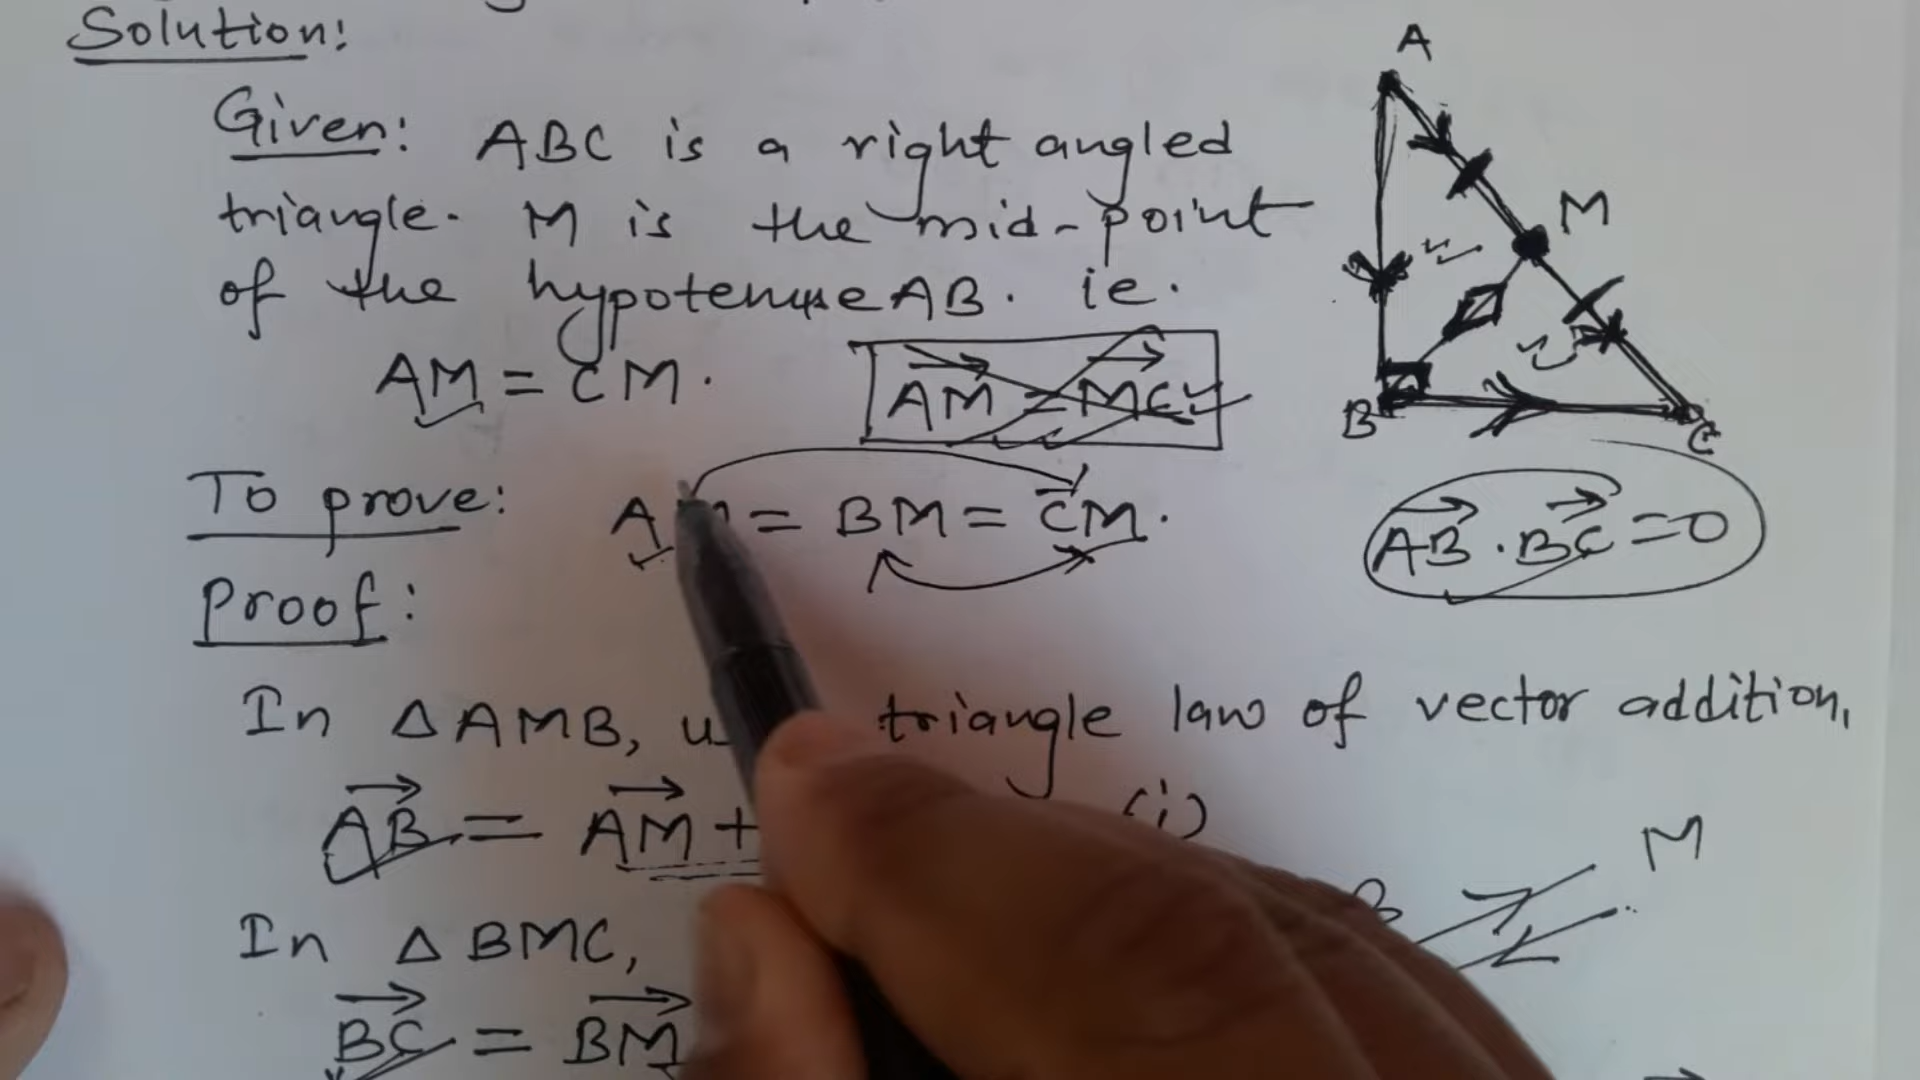 Solution:
Given: ABC is a right angled
triangle. M is the mid-point
of the hypotenuse AB. ie.
AM = CM.
AM = MC
To prove: A = BM = CM.
Proof:
In △AMB, triangle law of vector addition,
AB = AM + (i)
In △BMC,
BC = BM
A
M
B
C
AB . BC = 0
M
B